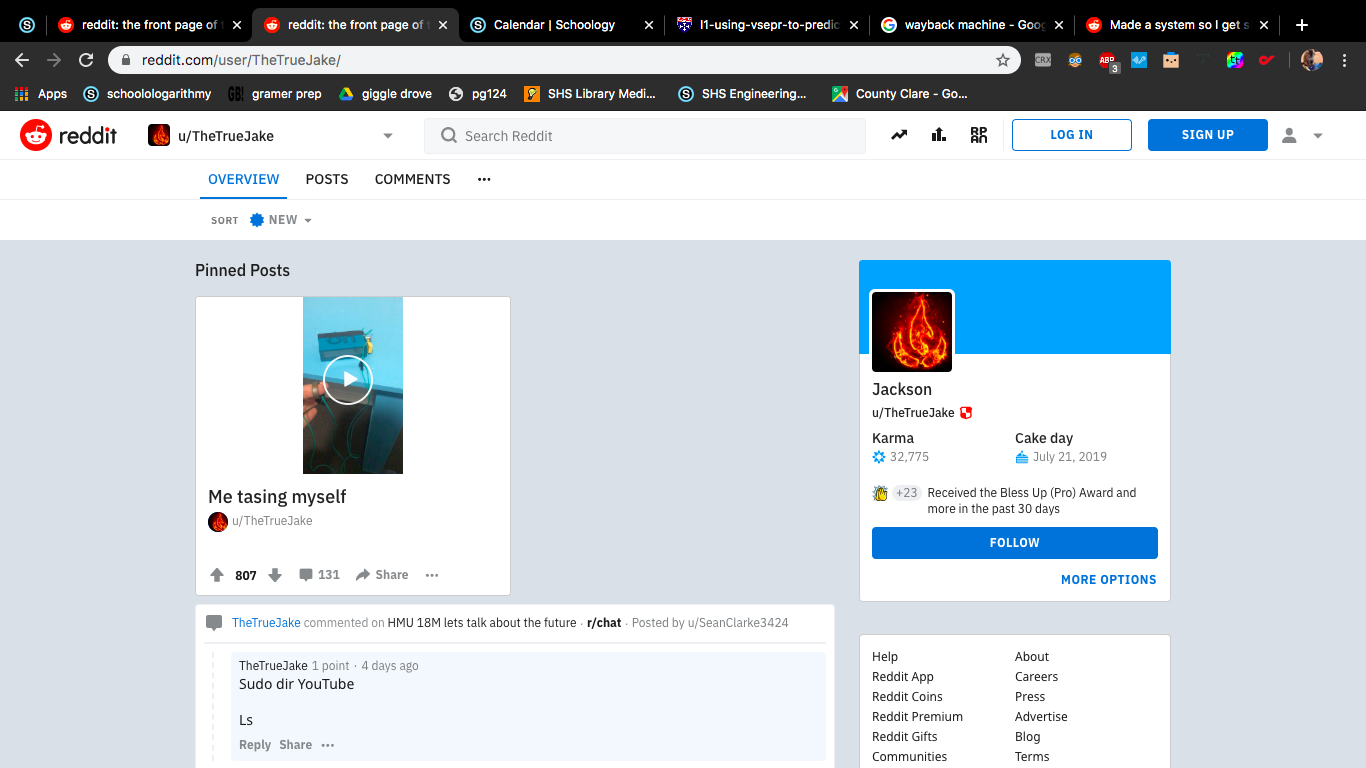 reddit: the front page of t
reddit: the front page of t
Calendar | Schoology
l1-using-vsepr-to-predic
wayback machine - Goog
Made a system so I get s
reddit.com/user/TheTrueJake/
CRX
ABP
3
Apps
schoolologarithmy
GB!
gramer prep
giggle drove
pg124
SHS Library Medi...
SHS Engineering...
County Clare - Go...
reddit
u/TheTrueJake
Search Reddit
LOG IN
SIGN UP
OVERVIEW
POSTS
COMMENTS
SORT
NEW
Pinned Posts
Me tasing myself
u/TheTrueJake
807
131
Share
TheTrueJake commented on HMU 18M lets talk about the future · r/chat · Posted by u/SeanClarke3424
TheTrueJake 1 point · 4 days ago
Sudo dir YouTube
Ls
Reply Share
Jackson
u/TheTrueJake
Karma
Cake day
32,775
July 21, 2019
+23
Received the Bless Up (Pro) Award and
more in the past 30 days
FOLLOW
MORE OPTIONS
Help
About
Reddit App
Careers
Reddit Coins
Press
Reddit Premium
Advertise
Reddit Gifts
Blog
Communities
Terms